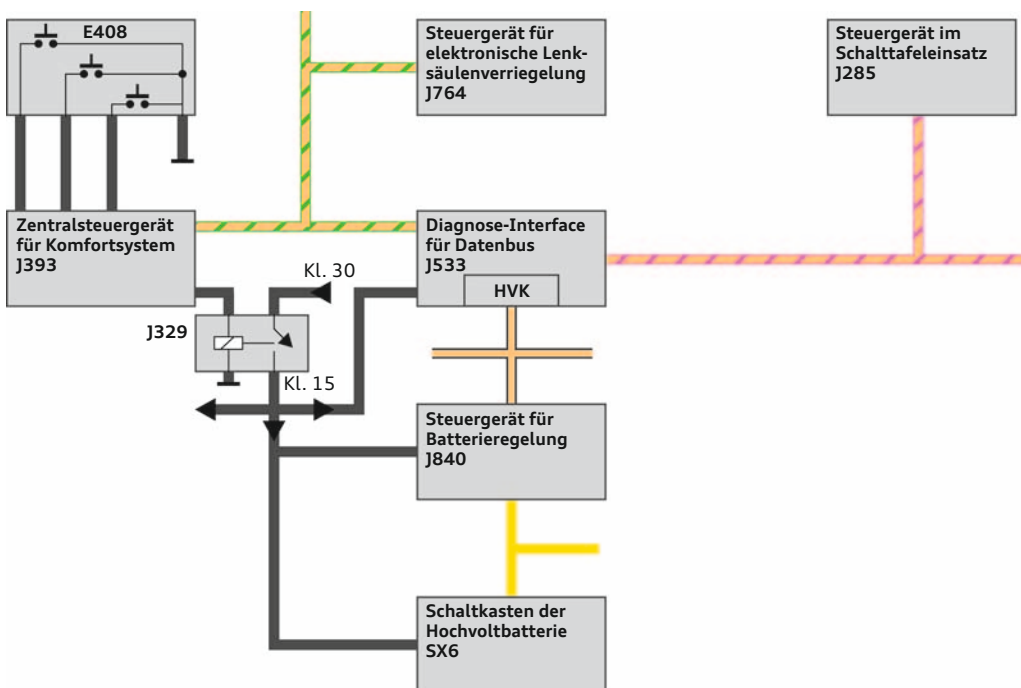 E408
Steuergerät für
elektronische Lenk-
säulenverriegelung
J764
Steuergerät im
Schalttafeleinsatz
J285
Zentralsteuergerät
für Komfortsystem
J393
Diagnose-Interface
für Datenbus
J533
HVK
Kl. 30
J329
Kl. 15
Steuergerät für
Batterieregelung
J840
Schaltkasten der
Hochvoltbatterie
SX6